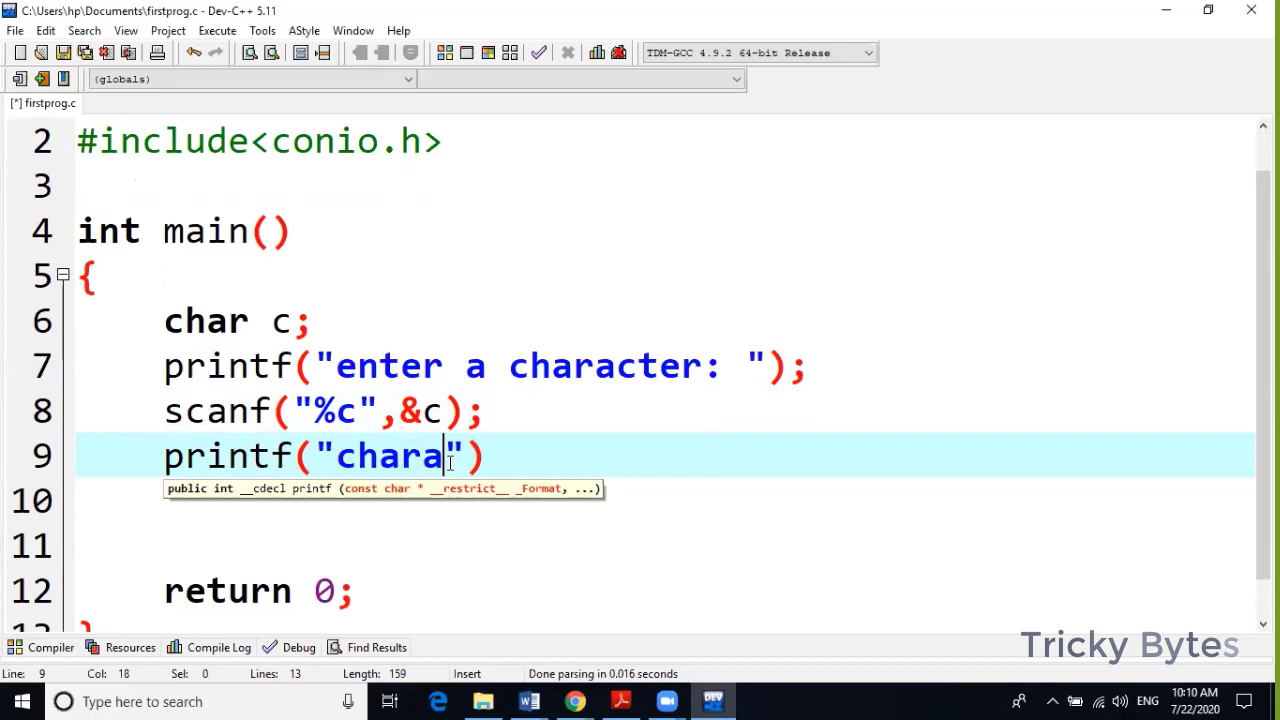 C:\Users\hp\Documents\firstprog.c - Dev-C++ 5.11
File Edit Search View Project Execute Tools AStyle Window Help
TDM-GCC 4.9.2 64-bit Release
(globals)
[*] firstprog.c
2 #include<conio.h>
3
4 int main()
5 {
6 char c;
7 printf("enter a character: ");
8 scanf("%c",&c);
9 printf("chara")
public int __cdecl printf (const char * __restrict__ _Format, ...)
10
11
12 return 0;
13 }
Compiler Resources Compile Log Debug Find Results
Tricky Bytes
Line: 9 Col: 18 Sel: 0 Lines: 13 Length: 159 Insert Done parsing in 0.016 seconds
Type here to search
DEV
ENG
10:10 AM
7/22/2020